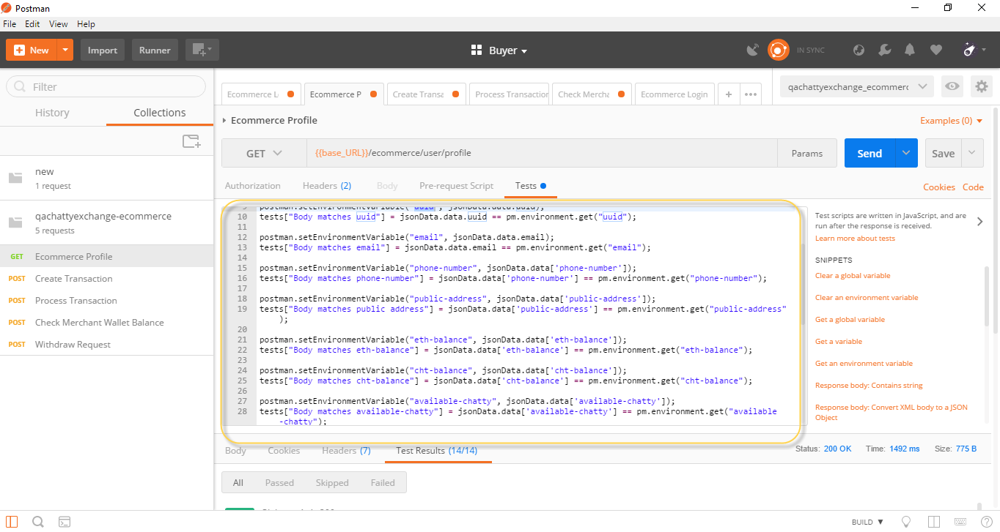 Postman
File Edit View Help
New Import Runner Buyer IN SYNC
Filter
History Collections
new
1 request
qachattyexchange-ecommerce
5 requests
GET Ecommerce Profile
POST Create Transaction
POST Process Transaction
POST Check Merchant Wallet Balance
POST Withdraw Request
Ecommerce L Ecommerce P Create Transa Process Transaction Check Mercha Ecommerce Login + •••
qachattyexchange_ecommerc
Ecommerce Profile
Examples (0)
GET {{base_URL}}/ecommerce/user/profile Params Send Save
Authorization Headers (2) Body Pre-request Script Tests Cookies Code
9 postman.setEnvironmentVariable("uuid", jsonData.data.uuid);
10 tests["Body matches uuid"] = jsonData.data.uuid == pm.environment.get("uuid");
11
12 postman.setEnvironmentVariable("email", jsonData.data.email);
13 tests["Body matches email"] = jsonData.data.email == pm.environment.get("email");
14
15 postman.setEnvironmentVariable("phone-number", jsonData.data['phone-number']);
16 tests["Body matches phone-number"] = jsonData.data['phone-number'] == pm.environment.get("phone-number");
17
18 postman.setEnvironmentVariable("public-address", jsonData.data['public-address']);
19 tests["Body matches public address"] = jsonData.data['public-address'] == pm.environment.get("public-address"
);
20
21 postman.setEnvironmentVariable("eth-balance", jsonData.data['eth-balance']);
22 tests["Body matches eth-balance"] = jsonData.data['eth-balance'] == pm.environment.get("eth-balance");
23
24 postman.setEnvironmentVariable("cht-balance", jsonData.data['cht-balance']);
25 tests["Body matches cht-balance"] = jsonData.data['cht-balance'] == pm.environment.get("cht-balance");
26
27 postman.setEnvironmentVariable("available-chatty", jsonData.data['available-chatty']);
28 tests["Body matches available-chatty"] = jsonData.data['available-chatty'] == pm.environment.get("available
-chatty");
Test scripts are written in JavaScript, and are
run after the response is received.
Learn more about tests
SNIPPETS
Clear a global variable
Clear an environment variable
Get a global variable
Get a variable
Get an environment variable
Response body: Contains string
Response body: Convert XML body to a JSON
Object
Body Cookies Headers (7) Test Results (14/14) Status: 200 OK Time: 1492 ms Size: 775 B
All Passed Skipped Failed
BUILD